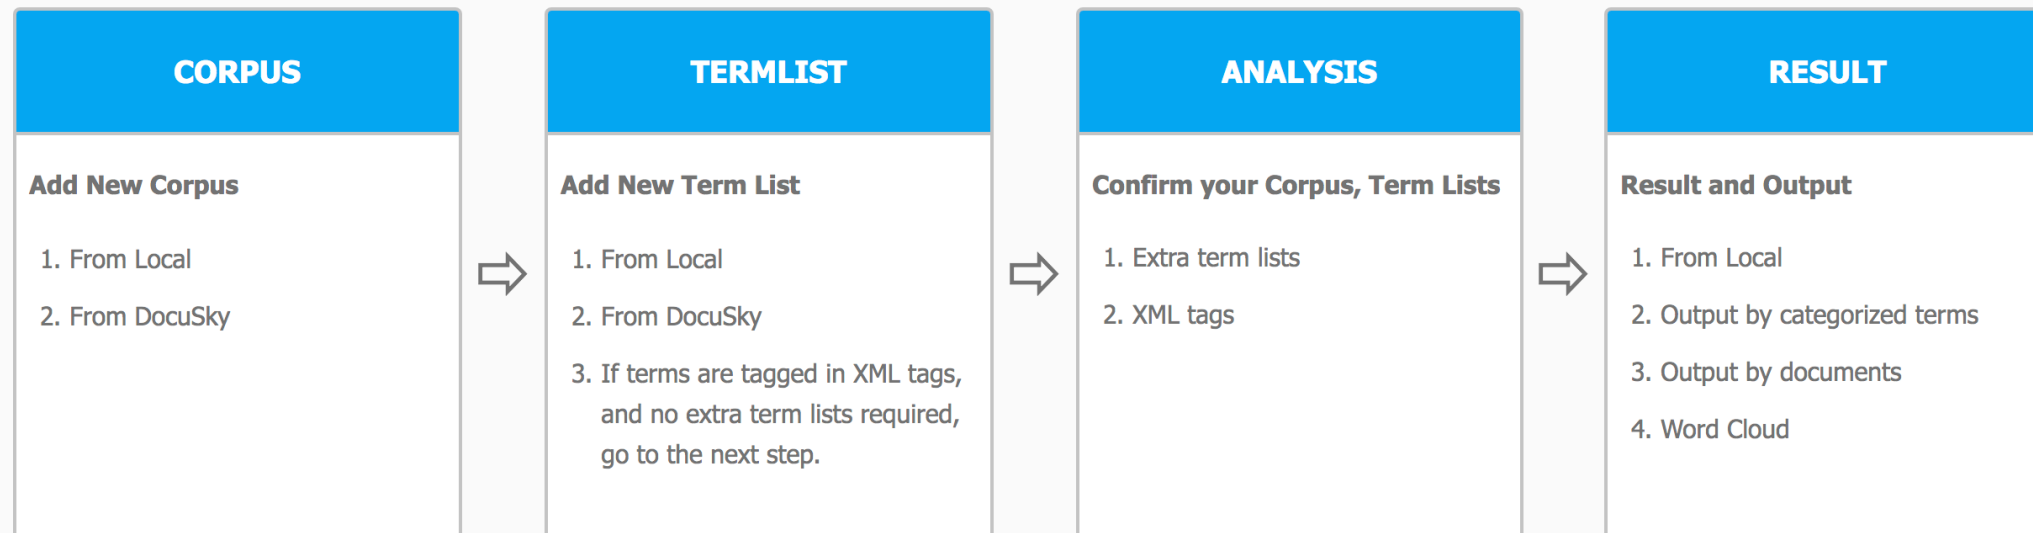 CORPUS
Add New Corpus
1. From Local
2. From DocuSky
TERMLIST
Add New Term List
1. From Local
2. From DocuSky
3. If terms are tagged in XML tags,
and no extra term lists required,
go to the next step.
ANALYSIS
Confirm your Corpus, Term Lists
1. Extra term lists
2. XML tags
RESULT
Result and Output
1. From Local
2. Output by categorized terms
3. Output by documents
4. Word Cloud